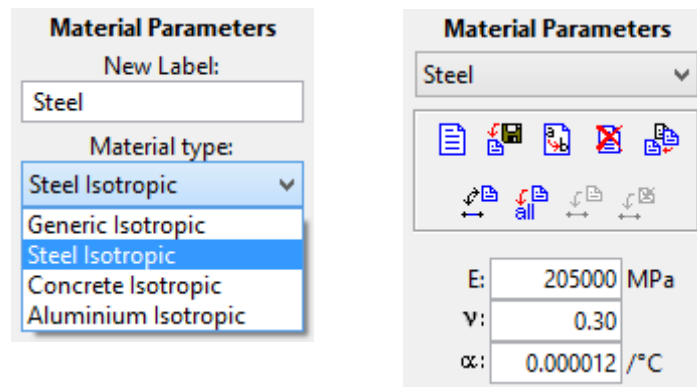 Material Parameters
New Label:
Steel
Material type:
Steel Isotropic
Generic Isotropic
Steel Isotropic
Concrete Isotropic
Aluminium Isotropic
Material Parameters
Steel
a b
all
E: 205000 MPa
ν: 0.30
α: 0.000012 /°C